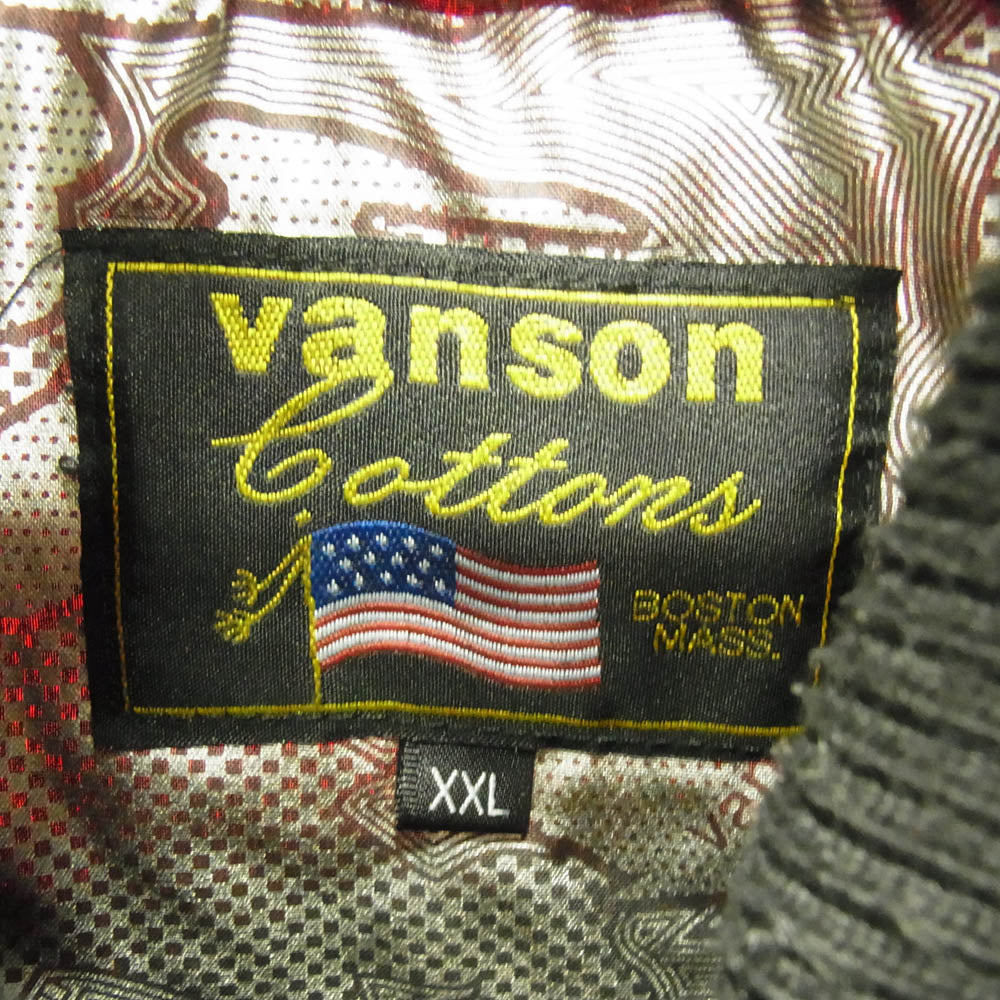 vanson
Cottons
BOSTON
MASS.
XXL